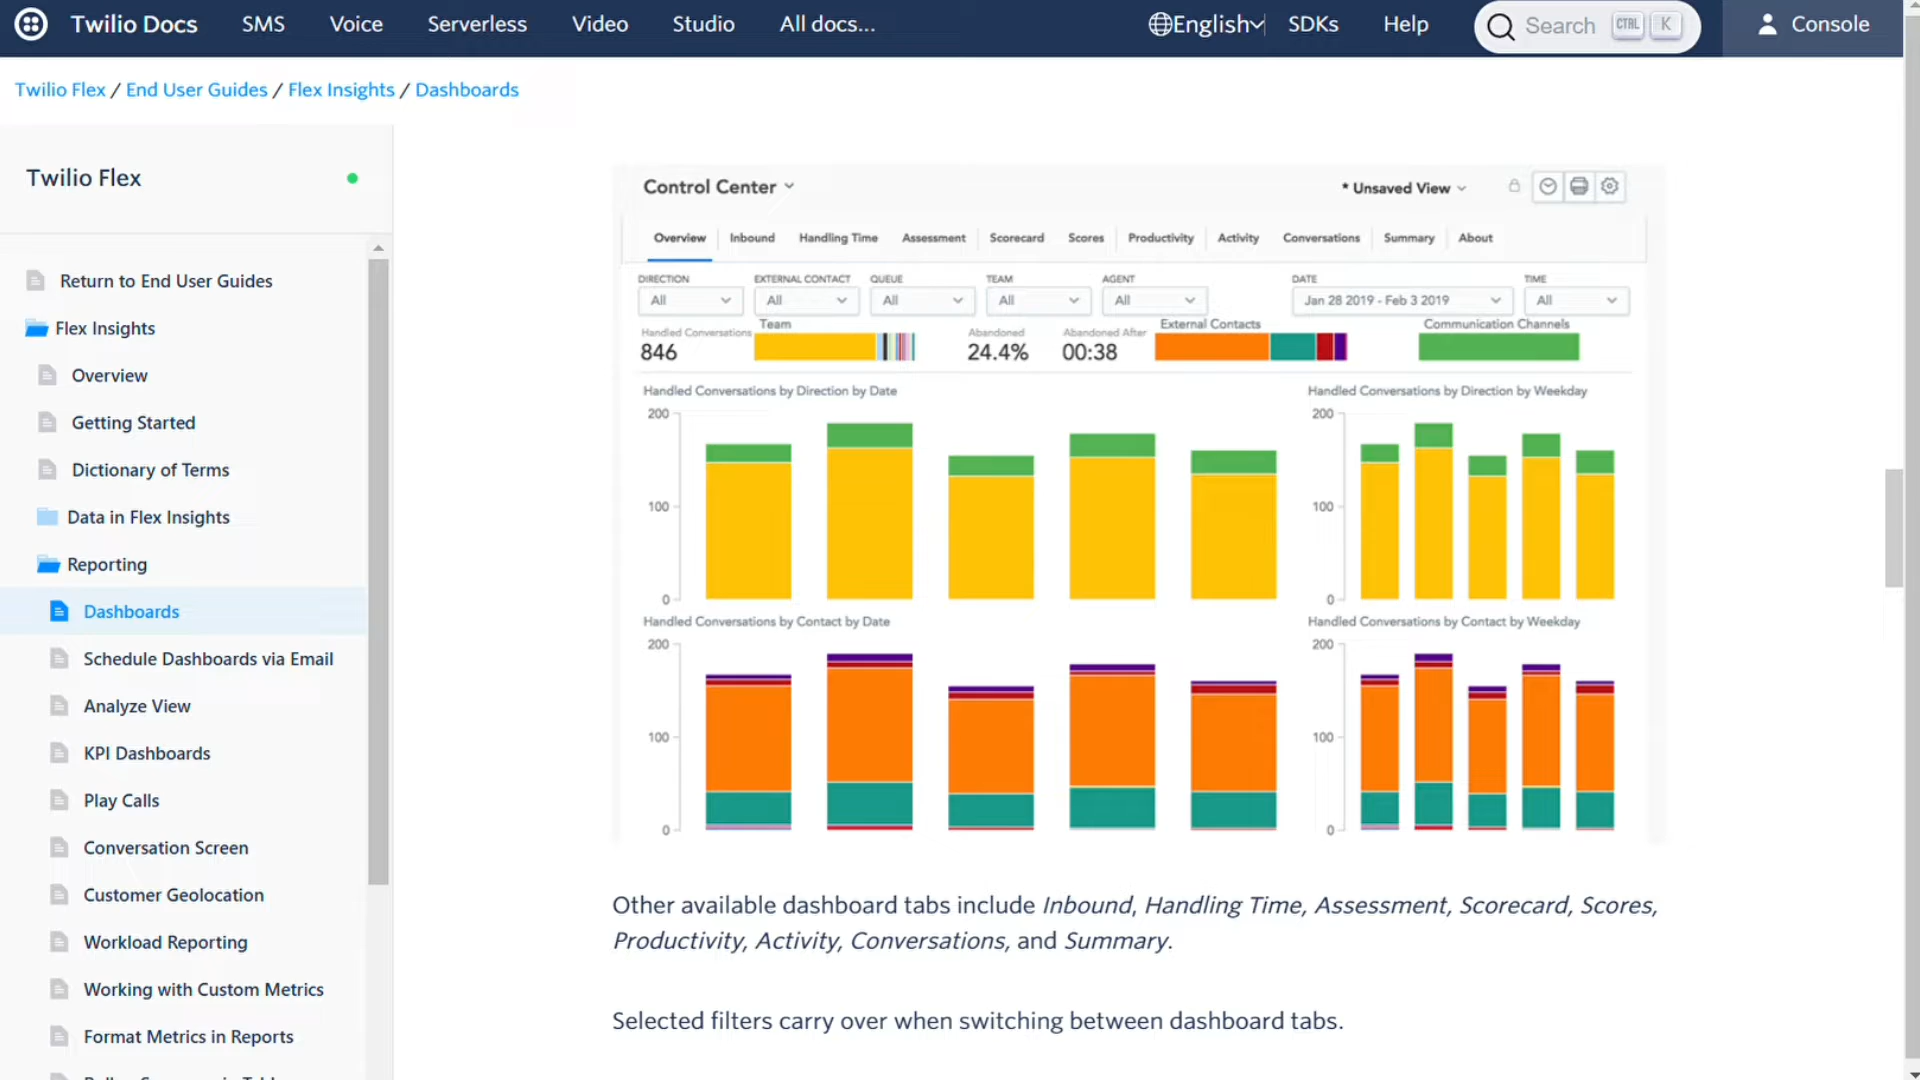 Twilio Docs SMS Voice Serverless Video Studio All docs... English SDKs Help Search CTRL K Console
Twilio Flex / End User Guides / Flex Insights / Dashboards
Twilio Flex
Return to End User Guides
Flex Insights
Overview
Getting Started
Dictionary of Terms
Data in Flex Insights
Reporting
Dashboards
Schedule Dashboards via Email
Analyze View
KPI Dashboards
Play Calls
Conversation Screen
Customer Geolocation
Workload Reporting
Working with Custom Metrics
Format Metrics in Reports
Control Center * Unsaved View
Overview Inbound Handling Time Assessment Scorecard Scores Productivity Activity Conversations Summary About
DIRECTION EXTERNAL CONTACT QUEUE TEAM AGENT DATE TIME
All All All All All Jan 28 2019 - Feb 3 2019 All
Handled Conversations Team Abandoned Abandoned After External Contacts Communication Channels
846 24.4% 00:38
Handled Conversations by Direction by Date Handled Conversations by Direction by Weekday
200 200
100 100
0 0
Handled Conversations by Contact by Date Handled Conversations by Contact by Weekday
200 200
100 100
0 0
Other available dashboard tabs include Inbound, Handling Time, Assessment, Scorecard, Scores,
Productivity, Activity, Conversations, and Summary.
Selected filters carry over when switching between dashboard tabs.